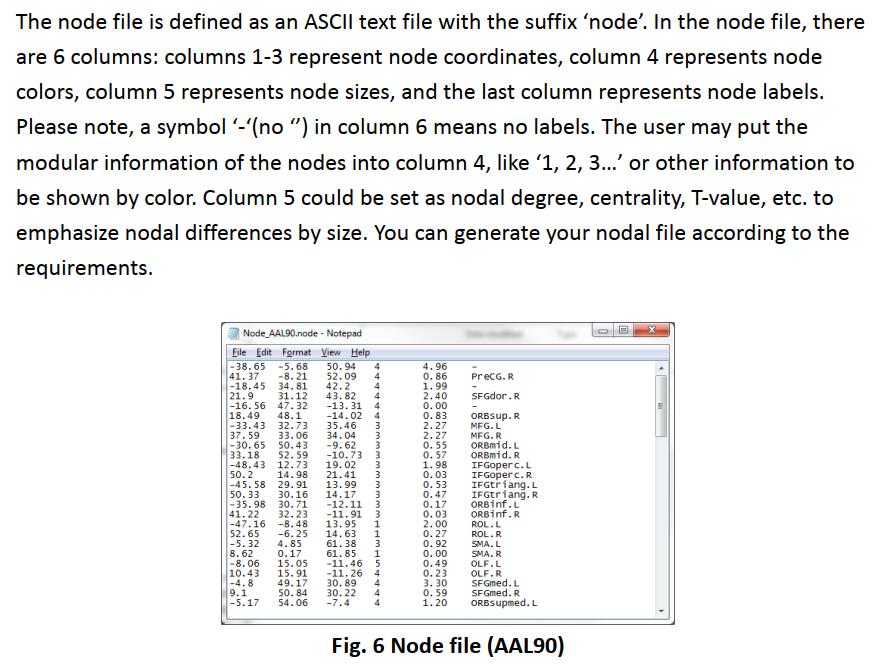 The node file is defined as an ASCII text file with the suffix ‘node’. In the node file, there
are 6 columns: columns 1-3 represent node coordinates, column 4 represents node
colors, column 5 represents node sizes, and the last column represents node labels.
Please note, a symbol ‘-‘(no ‘’) in column 6 means no labels. The user may put the
modular information of the nodes into column 4, like ‘1, 2, 3…’ or other information to
be shown by color. Column 5 could be set as nodal degree, centrality, T-value, etc. to
emphasize nodal differences by size. You can generate your nodal file according to the
requirements.
Node_AAL90.node - Notepad
File Edit Format View Help
-38.65 -5.68 50.94 4 4.96 -
41.37 -8.21 52.09 4 0.86 PreCG.R
-18.45 34.81 42.2 4 1.99 -
21.9 31.12 43.82 4 2.40 SFGdor.R
-16.56 47.32 -13.31 4 0.00 -
18.49 48.1 -14.02 4 0.83 ORBsup.R
-33.43 32.73 35.46 3 2.27 MFG.L
37.59 33.06 34.04 3 2.27 MFG.R
-30.65 50.43 -9.62 3 0.55 ORBmid.L
33.18 52.59 -10.73 3 0.57 ORBmid.R
-48.43 12.73 19.02 3 1.98 IFGoperc.L
50.2 14.98 21.41 3 0.03 IFGoperc.R
-45.58 29.91 13.99 3 0.53 IFGtriang.L
50.33 30.16 14.17 3 0.47 IFGtriang.R
-35.98 30.71 -12.11 3 0.17 ORBinf.L
41.22 32.23 -11.91 3 0.03 ORBinf.R
-47.16 -8.48 13.95 1 2.00 ROL.L
52.65 -6.25 14.63 1 0.27 ROL.R
-5.32 4.85 61.38 3 0.92 SMA.L
8.62 0.17 61.85 1 0.00 SMA.R
-8.06 15.05 -11.46 5 0.49 OLF.L
10.43 15.91 -11.26 4 0.23 OLF.R
-4.8 49.17 30.89 4 3.30 SFGmed.L
9.1 50.84 30.22 4 0.59 SFGmed.R
-5.17 54.06 -7.4 4 1.20 ORBsupmed.L
Fig. 6 Node file (AAL90)